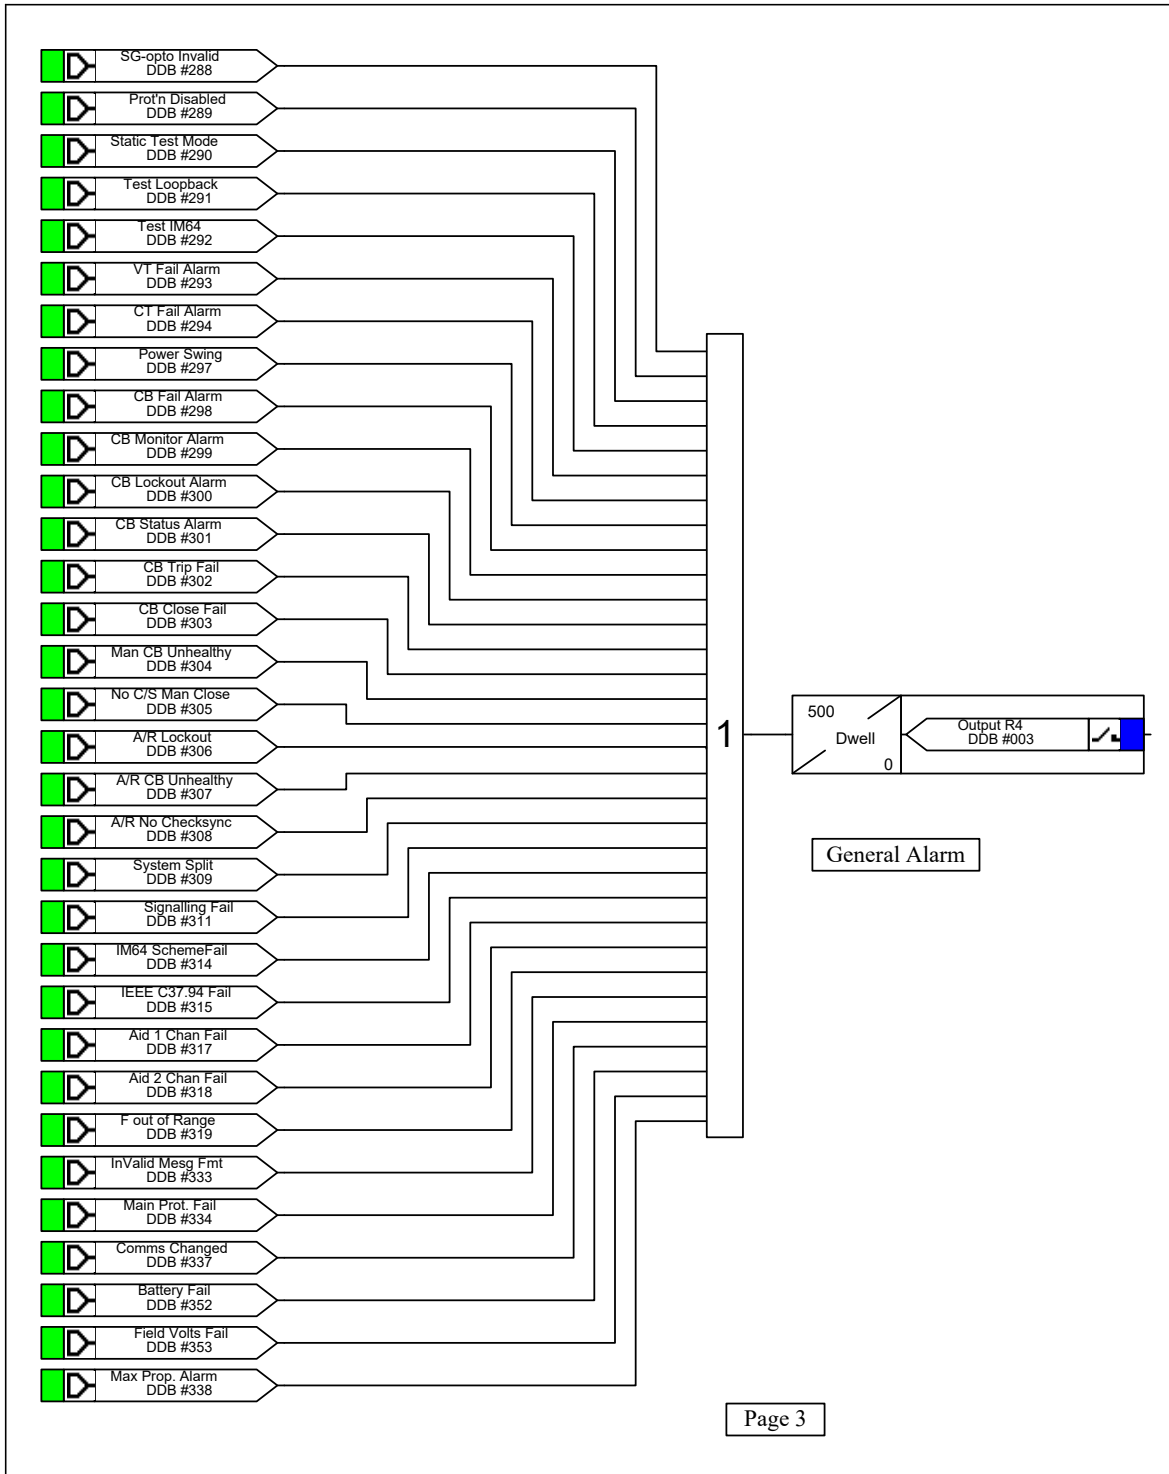 SG-opto Invalid
DDB #288
Prot'n Disabled
DDB #289
Static Test Mode
DDB #290
Test Loopback
DDB #291
Test IM64
DDB #292
VT Fail Alarm
DDB #293
CT Fail Alarm
DDB #294
Power Swing
DDB #297
CB Fail Alarm
DDB #298
CB Monitor Alarm
DDB #299
CB Lockout Alarm
DDB #300
CB Status Alarm
DDB #301
CB Trip Fail
DDB #302
CB Close Fail
DDB #303
Man CB Unhealthy
DDB #304
No C/S Man Close
DDB #305
A/R Lockout
DDB #306
A/R CB Unhealthy
DDB #307
A/R No Checksync
DDB #308
System Split
DDB #309
Signalling Fail
DDB #311
IM64 SchemeFail
DDB #314
IEEE C37.94 Fail
DDB #315
Aid 1 Chan Fail
DDB #317
Aid 2 Chan Fail
DDB #318
F out of Range
DDB #319
InValid Mesg Fmt
DDB #333
Main Prot. Fail
DDB #334
Comms Changed
DDB #337
Battery Fail
DDB #352
Field Volts Fail
DDB #353
Max Prop. Alarm
DDB #338
1
500
Dwell
0
Output R4
DDB #003
General Alarm
Page 3